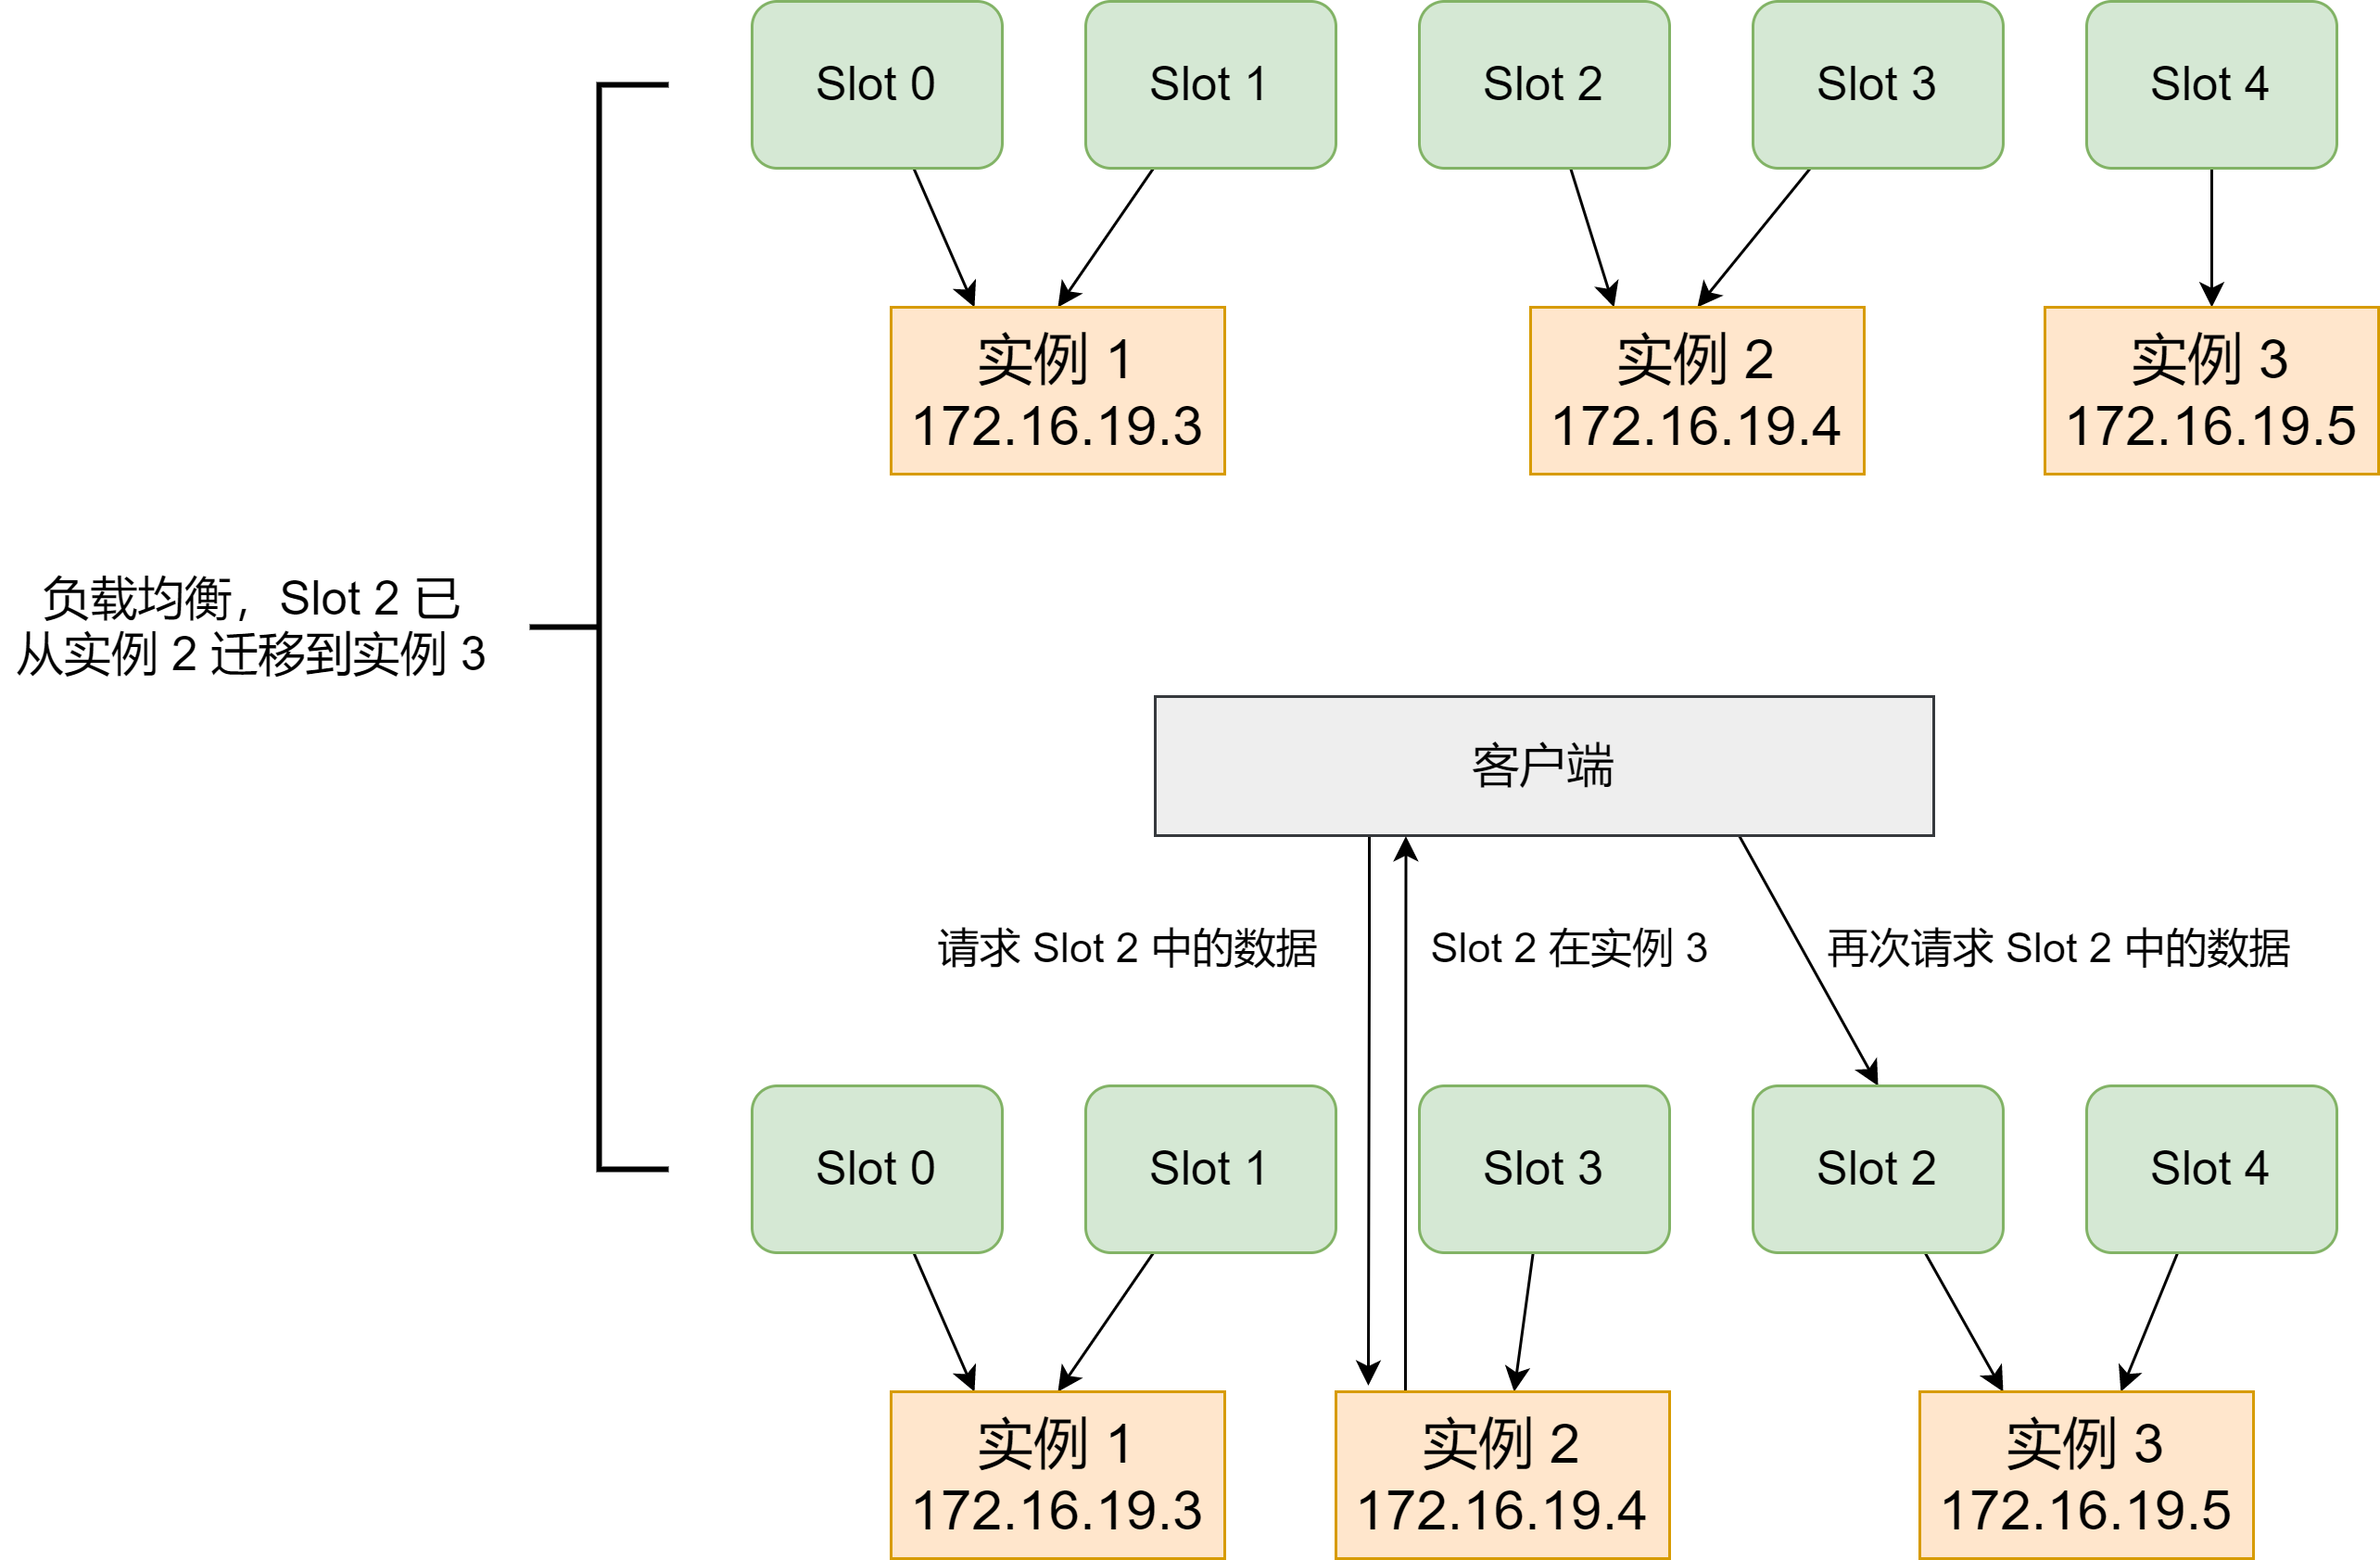 Slot 0
Slot 1
Slot 2
Slot 3
Slot 4
实例 1
172.16.19.3
实例 2
172.16.19.4
实例 3
172.16.19.5
负载均衡，Slot 2 已
从实例 2 迁移到实例 3
客户端
请求 Slot 2 中的数据
Slot 2 在实例 3
再次请求 Slot 2 中的数据
Slot 0
Slot 1
Slot 3
Slot 2
Slot 4
实例 1
172.16.19.3
实例 2
172.16.19.4
实例 3
172.16.19.5